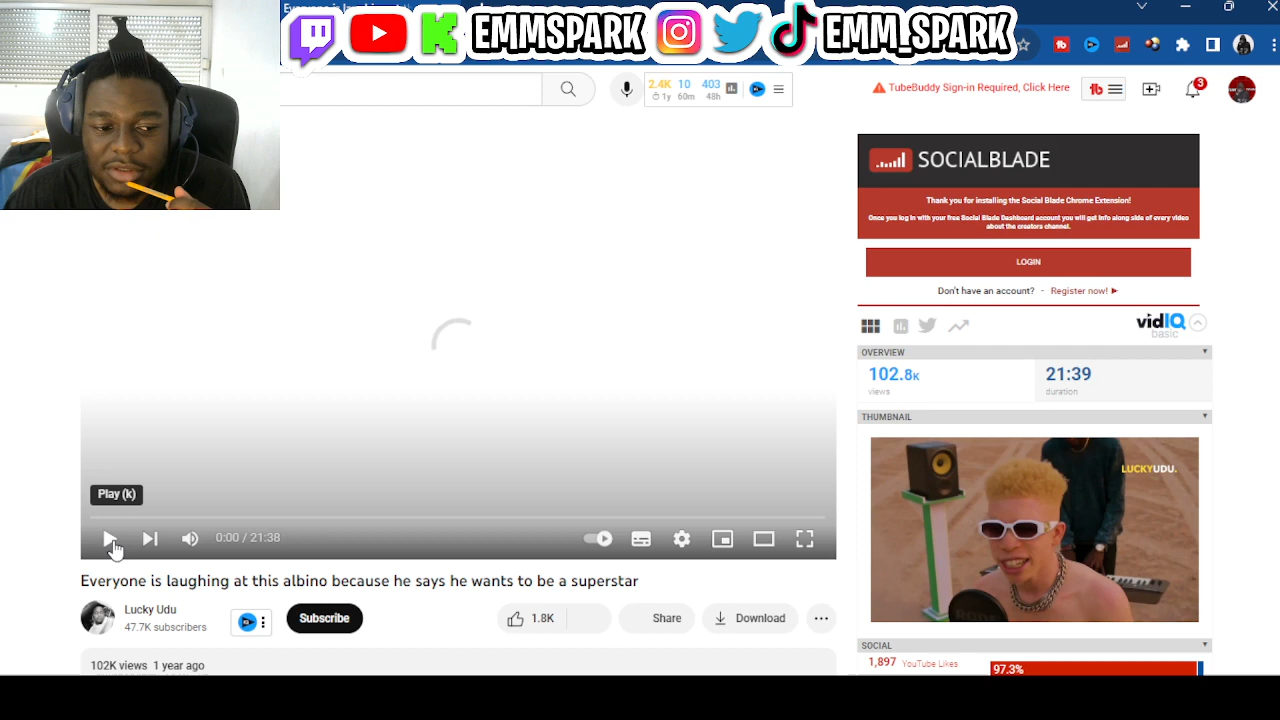 EMMSPARK
EMM_SPARK
2.4K 10 403
1y 60m 48h
TubeBuddy Sign-in Required, Click Here
tb
3
SOCIALBLADE
Thank you for installing the Social Blade Chrome Extension!
Once you log in with your free Social Blade Dashboard account you will get info along side of every video
about the creators channel.
LOGIN
Don't have an account? - Register now! ►
vidIQ
basic
OVERVIEW
102.8K
views
21:39
duration
THUMBNAIL
LUCKYUDU.
Play (k)
0:00 / 21:38
Everyone is laughing at this albino because he says he wants to be a superstar
Lucky Udu
47.7K subscribers
Subscribe
1.8K
Share
Download
102K views 1 year ago
SOCIAL
1,897 YouTube Likes
97.3%